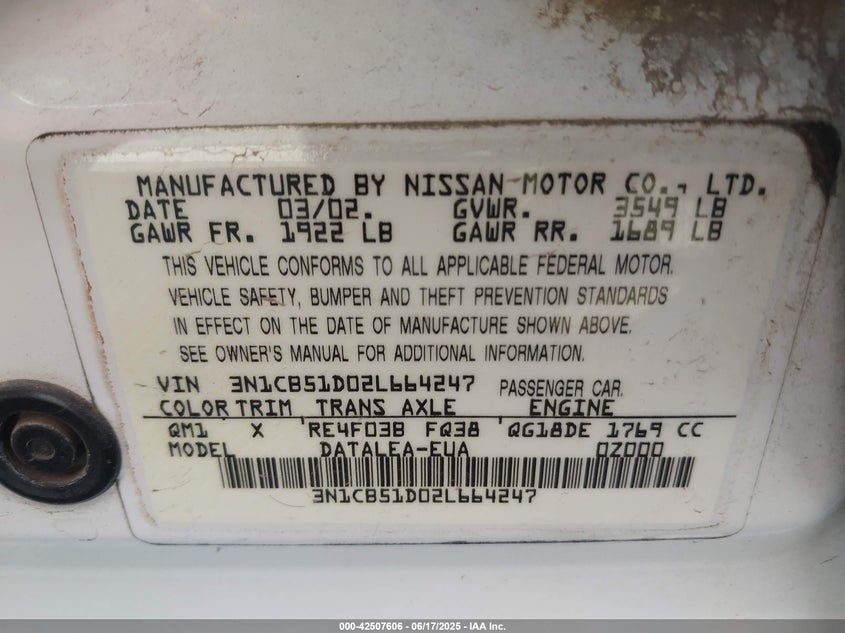 MANUFACTURED BY NISSAN MOTOR CO., LTD.
DATE 03/02. GVWR. 3549 LB
GAWR FR. 1922 LB GAWR RR. 1689 LB
THIS VEHICLE CONFORMS TO ALL APPLICABLE FEDERAL MOTOR.
VEHICLE SAFETY, BUMPER AND THEFT PREVENTION STANDARDS
IN EFFECT ON THE DATE OF MANUFACTURE SHOWN ABOVE.
SEE OWNER'S MANUAL FOR ADDITIONAL INFORMATION.
VIN 3N1CB51D02L664247 PASSENGER CAR.
COLOR TRIM TRANS AXLE ENGINE
QM1 X RE4F03B FQ38 QG18DE 1769 CC
MODEL DATALEA-EUA 0Z000
3N1CB51D02L664247
000-42507606 / 06/17/2025 - IAA Inc.